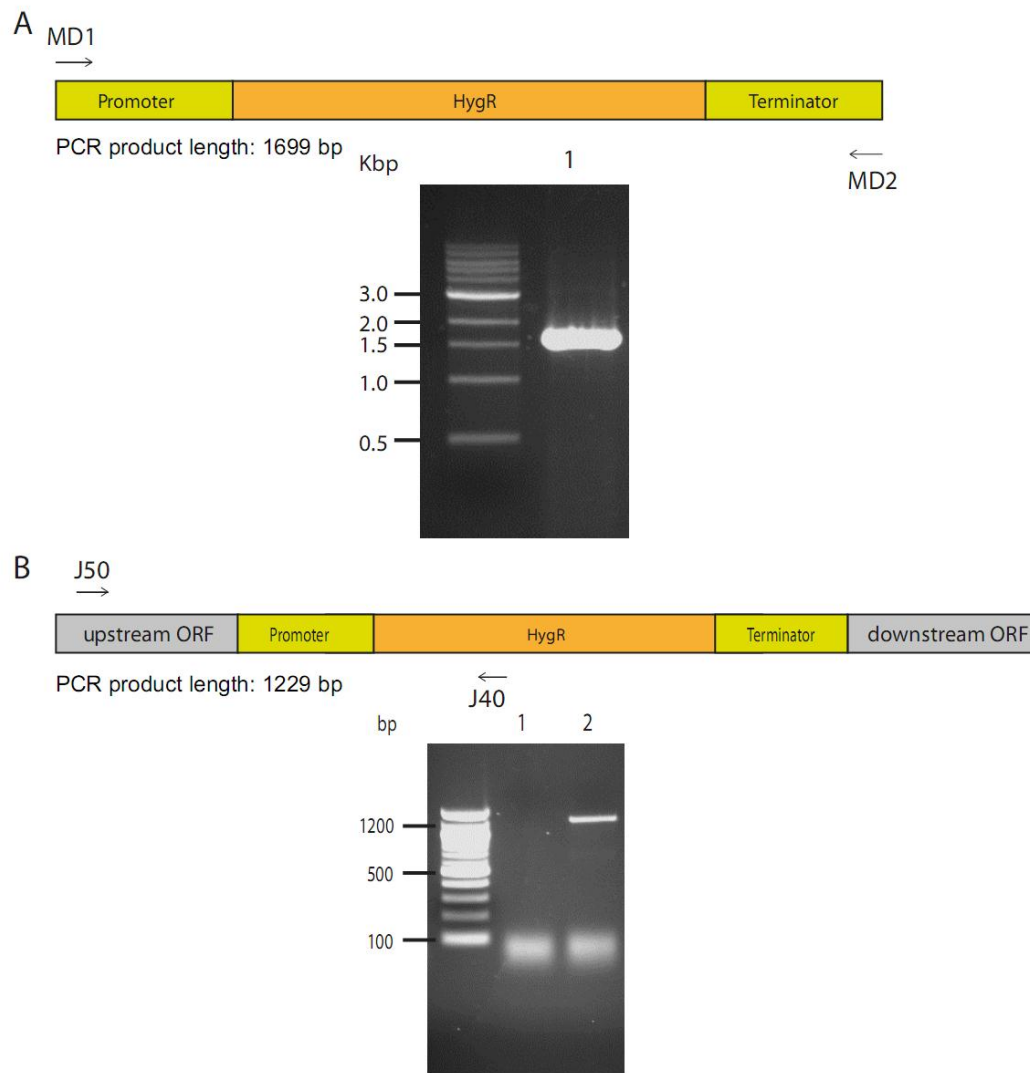 A
MD1
Promoter HygR Terminator
PCR product length: 1699 bp
Kbp 1
MD2
3.0
2.0
1.5
1.0
0.5
B
J50
upstream ORF Promoter HygR Terminator downstream ORF
PCR product length: 1229 bp
J40
bp 1 2
1200
500
100